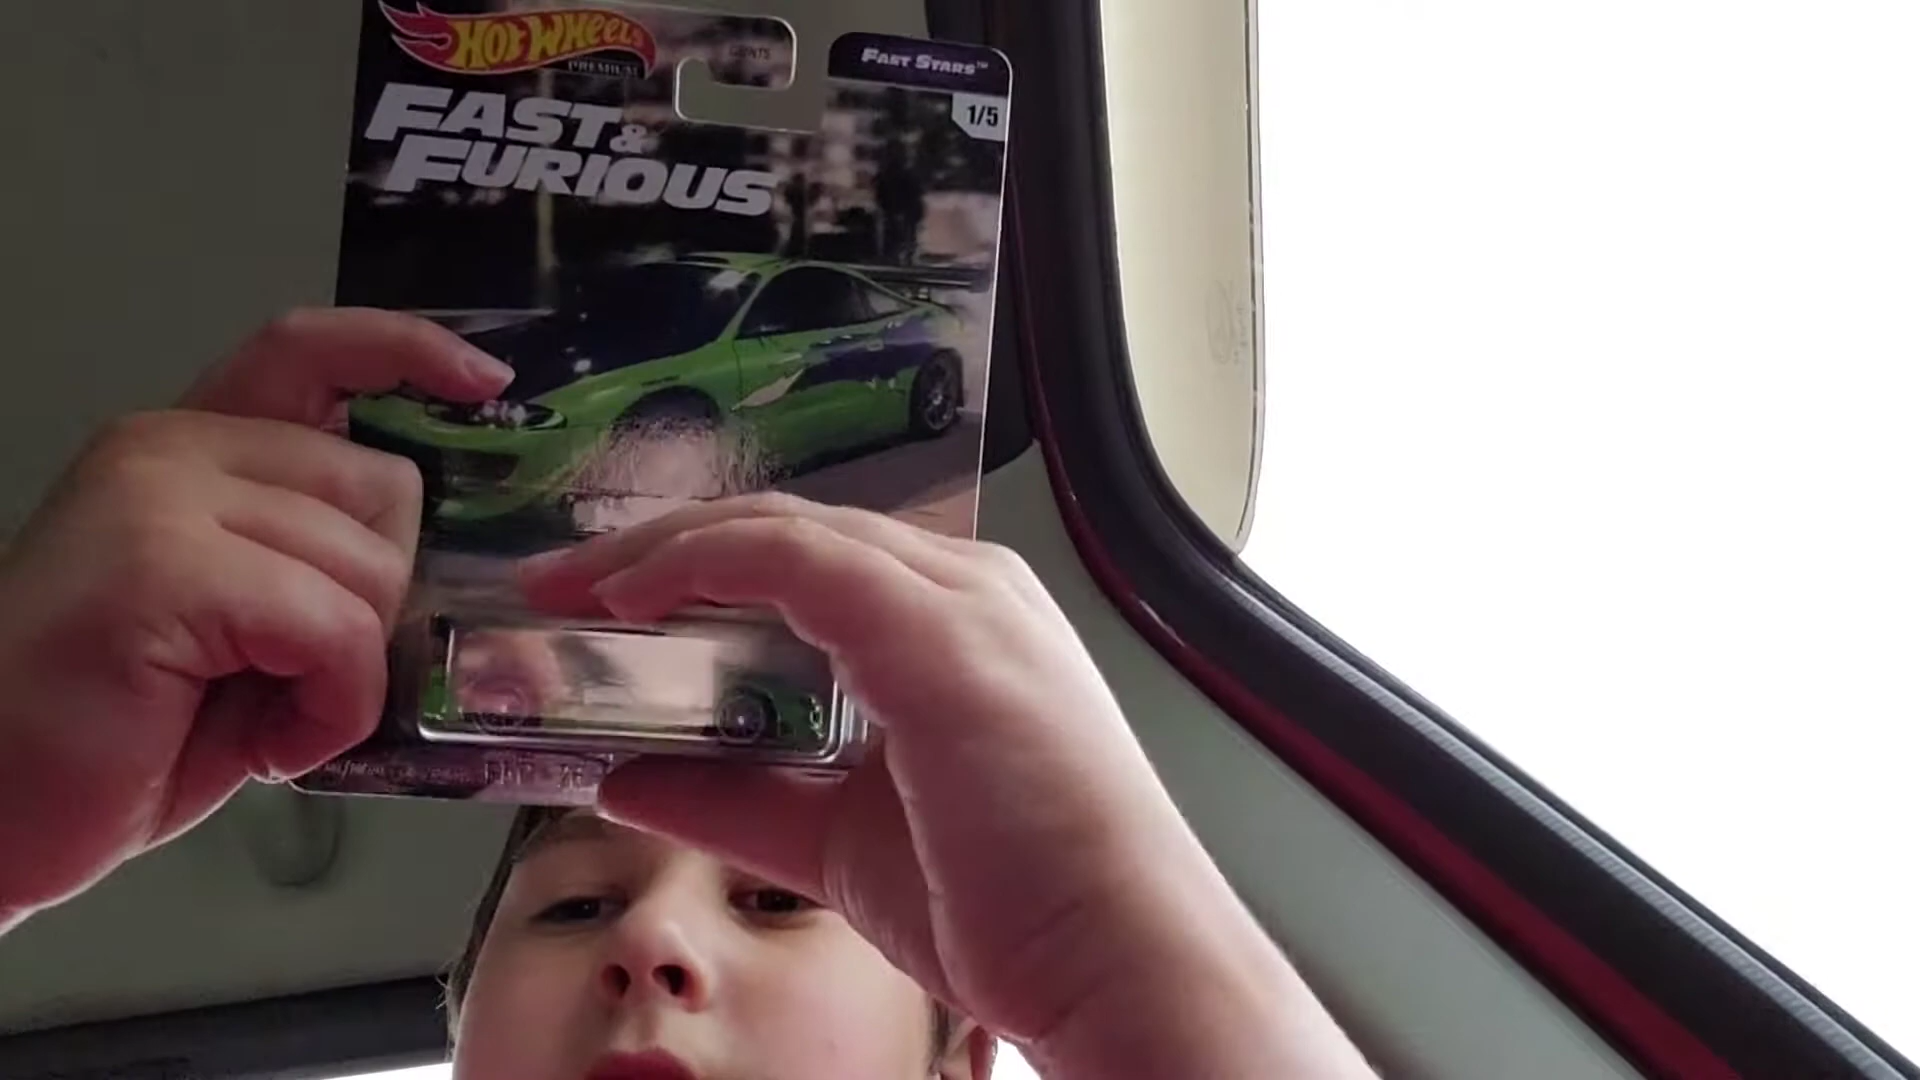 HOT WHEELS
PREMIUM
FAST STARS™
1/5
FAST &
FURIOUS